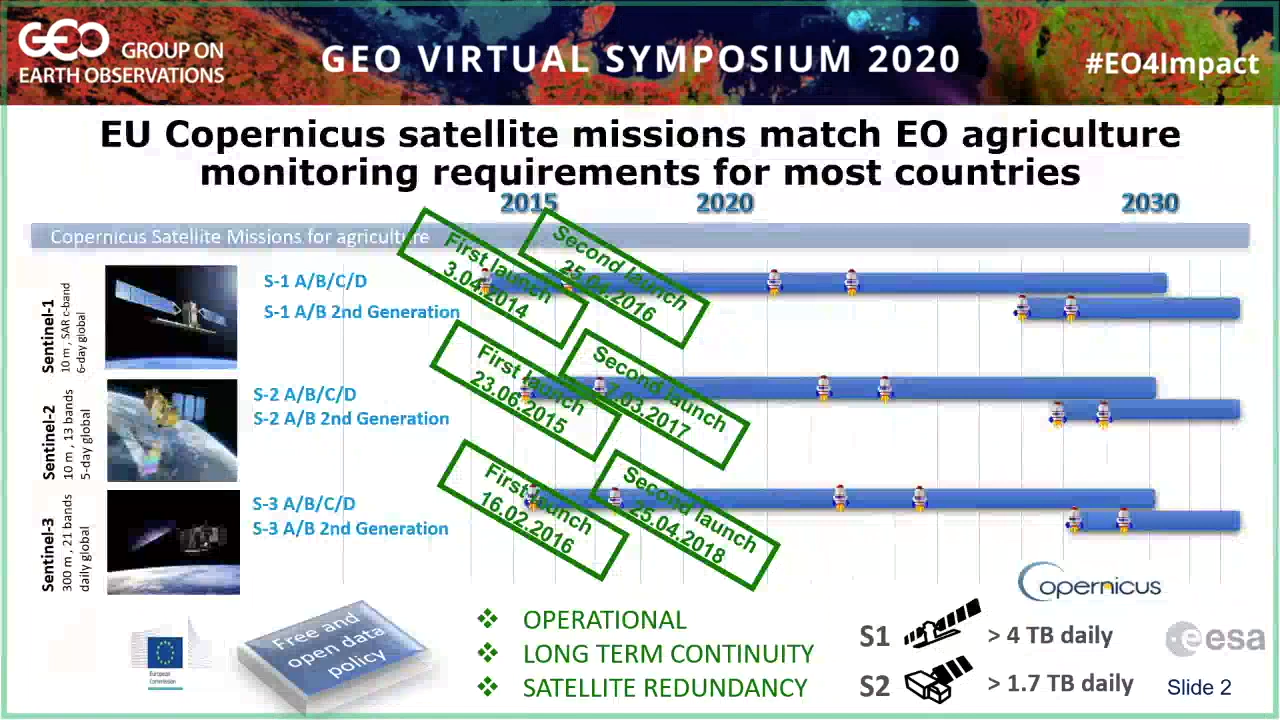 GEO GROUP ON
EARTH OBSERVATIONS
GEO VIRTUAL SYMPOSIUM 2020
#EO4Impact
EU Copernicus satellite missions match EO agriculture
monitoring requirements for most countries
2015
2020
2030
Copernicus Satellite Missions for agriculture
Sentinel-1
10 m , SAR c-band
6-day global
S-1 A/B/C/D
S-1 A/B 2nd Generation
First launch
3.04.2014
Second launch
25.04.2016
Sentinel-2
10 m , 13 bands
5-day global
S-2 A/B/C/D
S-2 A/B 2nd Generation
First launch
23.06.2015
Second launch
.03.2017
Sentinel-3
300 m , 21 bands
daily global
S-3 A/B/C/D
S-3 A/B 2nd Generation
First launch
16.02.2016
Second launch
25.04.2018
European
Commission
Free and
open data
policy
OPERATIONAL
LONG TERM CONTINUITY
SATELLITE REDUNDANCY
Copernicus
S1 > 4 TB daily
S2 > 1.7 TB daily
esa
Slide 2